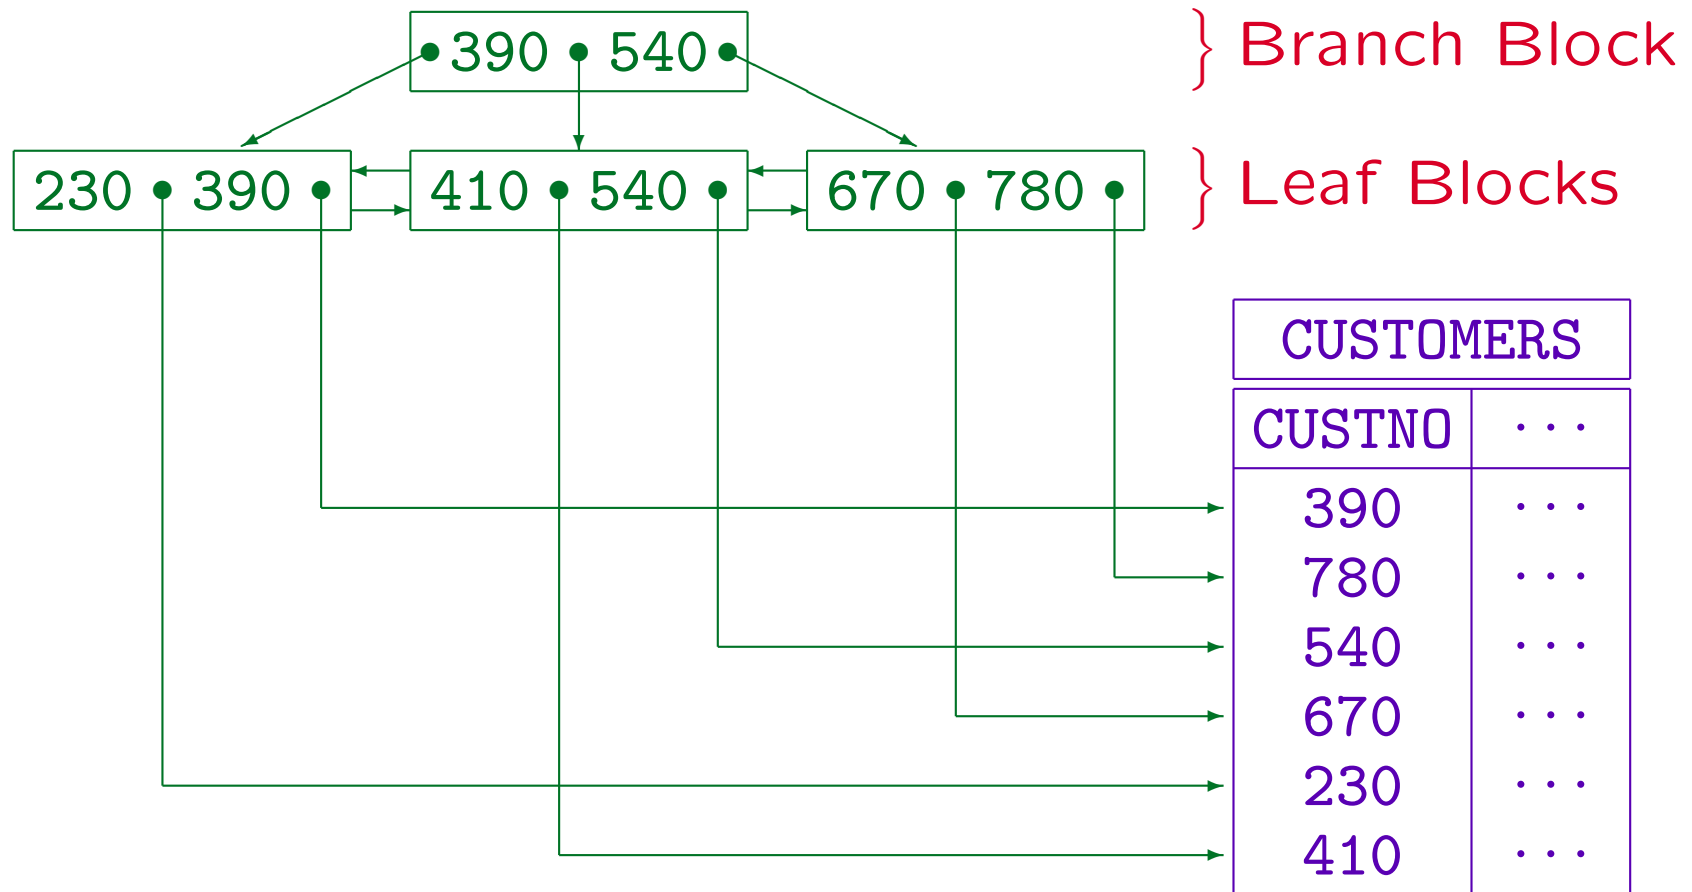 390 540 Branch Block
230 390 410 540 670 780 Leaf Blocks
CUSTOMERS
CUSTNO ···
390 ···
780 ···
540 ···
670 ···
230 ···
410 ···